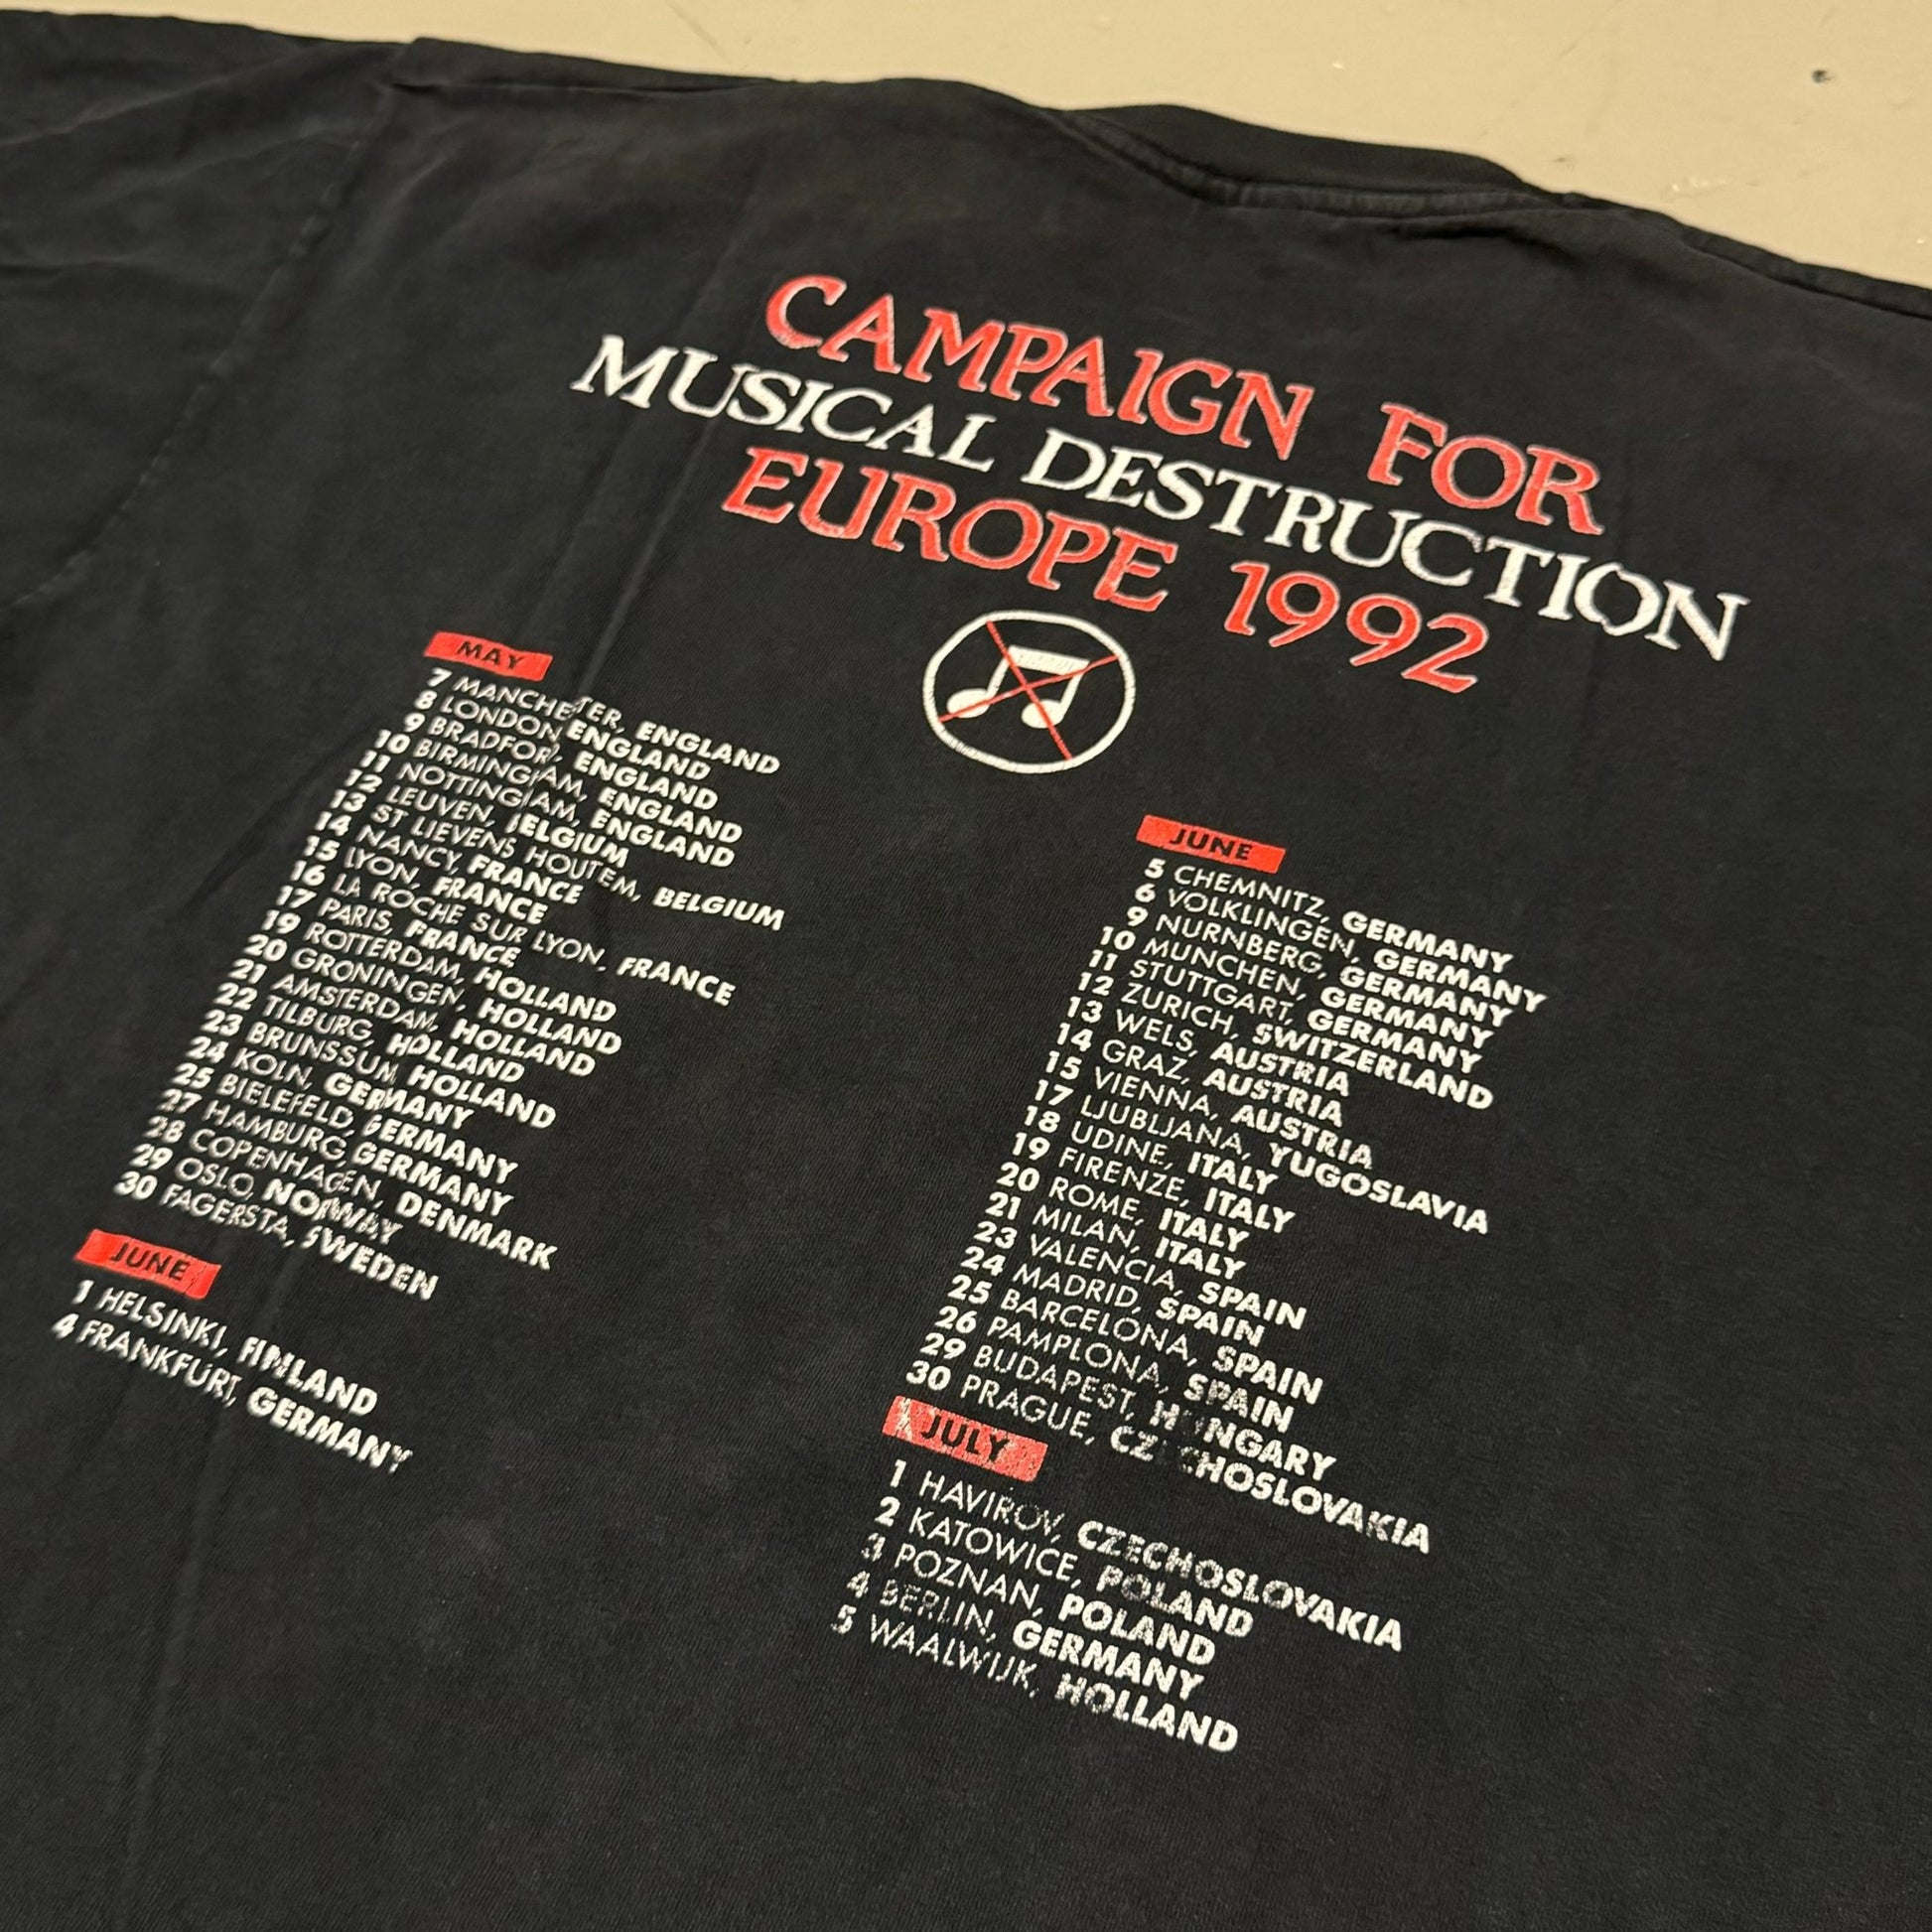 CAMPAIGN FOR
MUSICAL DESTRUCTION
EUROPE 1992
MAY
7 MANCHESTER, ENGLAND
8 LONDON, ENGLAND
9 BRADFORD, ENGLAND
10 BIRMINGHAM, ENGLAND
11 NOTTINGHAM, ENGLAND
12 LEUVEN, BELGIUM
13 ST LIEVENS HOUTEM, BELGIUM
14 NANCY, FRANCE
15 LYON, FRANCE
16 LA ROCHE SUR LYON, FRANCE
17 PARIS, FRANCE
19 ROTTERDAM, HOLLAND
20 GRONINGEN, HOLLAND
21 AMSTERDAM, HOLLAND
22 TILBURG, HOLLAND
23 BRUNSSUM, HOLLAND
24 KOLN, GERMANY
25 BIELEFELD, GERMANY
27 HAMBURG, GERMANY
28 COPENHAGEN, DENMARK
29 OSLO, NORWAY
30 FAGERSTA, SWEDEN
JUNE
1 HELSINKI, FINLAND
4 FRANKFURT, GERMANY
JUNE
5 CHEMNITZ, GERMANY
6 VOLKLINGEN, GERMANY
9 NURNBERG, GERMANY
10 MUNCHEN, GERMANY
11 STUTTGART, GERMANY
12 ZURICH, SWITZERLAND
13 WELS, AUSTRIA
14 GRAZ, AUSTRIA
15 VIENNA, AUSTRIA
17 LJUBLJANA, YUGOSLAVIA
18 UDINE, ITALY
19 FIRENZE, ITALY
20 ROME, ITALY
21 MILAN, ITALY
23 VALENCIA, SPAIN
24 MADRID, SPAIN
25 BARCELONA, SPAIN
26 PAMPLONA, SPAIN
29 BUDAPEST, HUNGARY
30 PRAGUE, CZECHOSLOVAKIA
JULY
1 HAVIROV, CZECHOSLOVAKIA
2 KATOWICE, POLAND
3 POZNAN, POLAND
4 BERLIN, GERMANY
5 WAALWIJK, HOLLAND